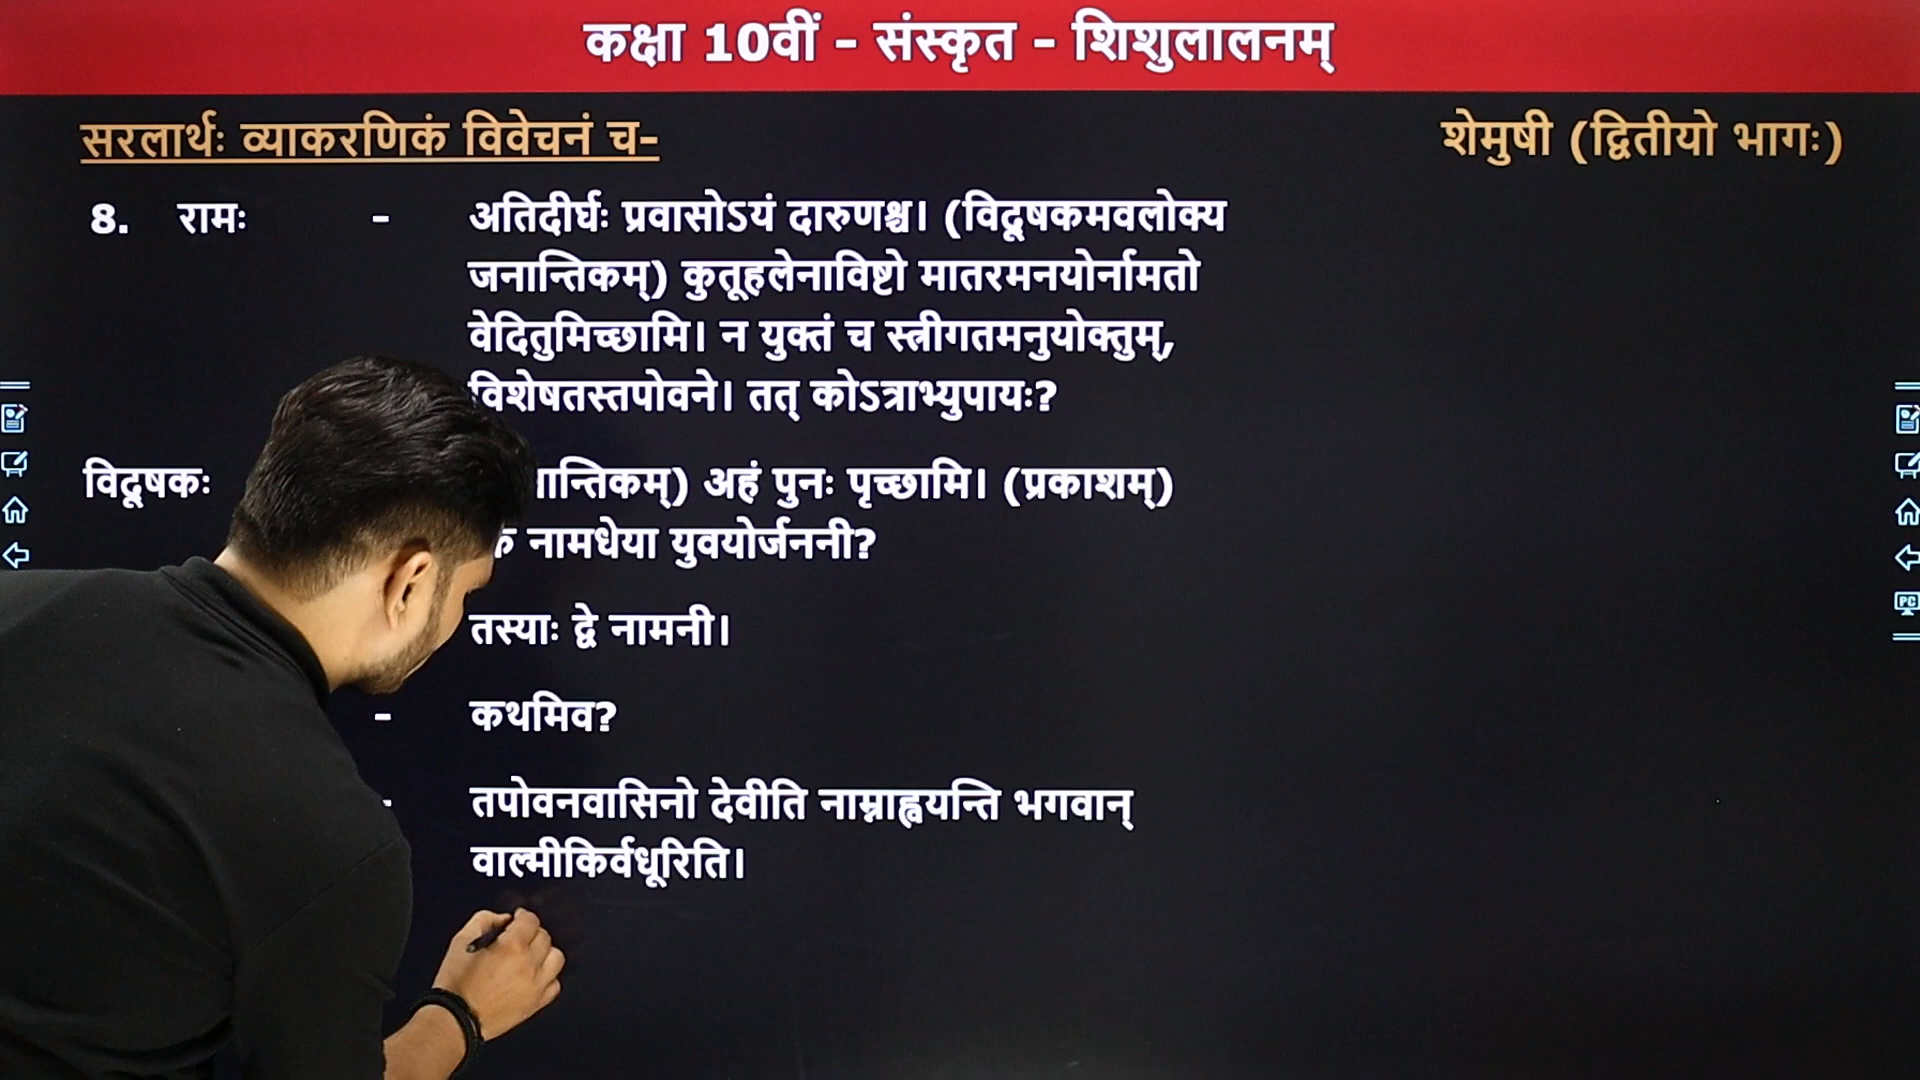 कक्षा 10वीं - संस्कृत - शिशुलालनम्
सरलार्थः व्याकरणिकं विवेचनं च-
शेमुषी (द्वितीयो भागः)
8. रामः - अतिदीर्घः प्रवासोऽयं दारुणश्च। (विदूषकमवलोक्य
जनान्तिकम्) कुतूहलेनाविष्टो मातरमनयोर्नामतो
वेदितुमिच्छामि। न युक्तं च स्त्रीगतमनुयोक्तुम्,
विशेषतस्तपोवने। तत् कोऽत्राभ्युपायः?
विदूषकः अहं पुनः पृच्छामि। (प्रकाशम्)
नामधेया युवयोर्जननी?
तस्याः द्वे नामनी।
- कथमिव?
तपोवनवासिनो देवीति नाम्नाह्वयन्ति भगवान्
वाल्मीकिर्वधूरिति।
PC